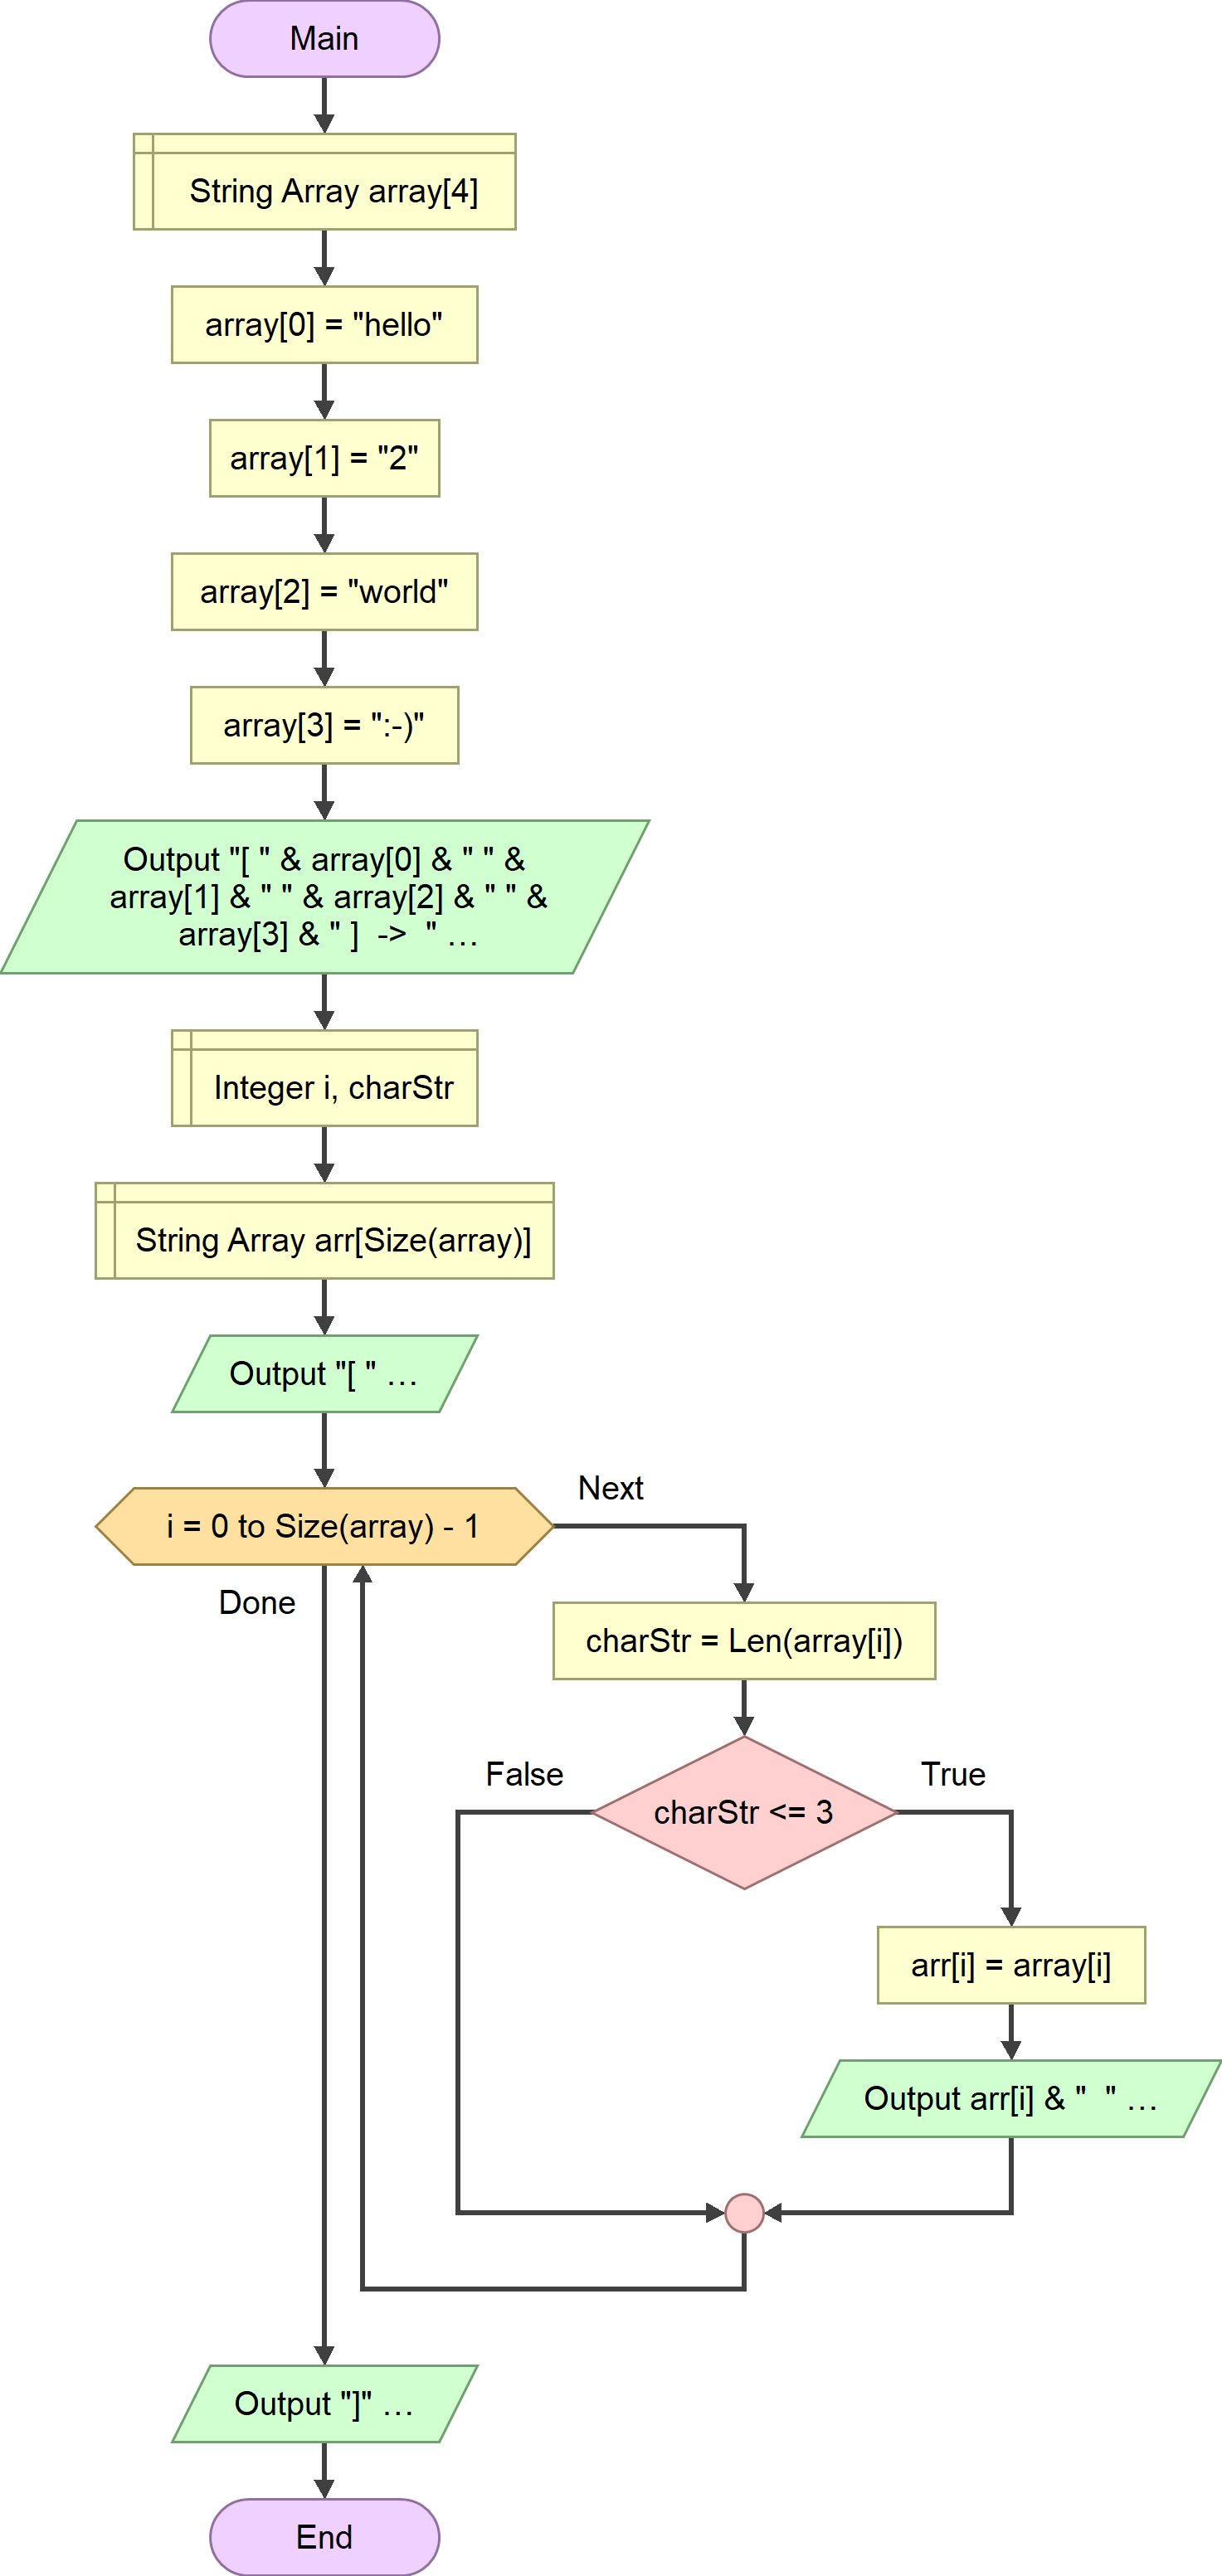 Main
String Array array[4]
array[0] = "hello"
array[1] = "2"
array[2] = "world"
array[3] = ":-)"
Output "[ " & array[0] & " " &
array[1] & " " & array[2] & " " &
array[3] & " ]  ->  " …
Integer i, charStr
String Array arr[Size(array)]
Output "[ " …
i = 0 to Size(array) - 1
Next
Done
charStr = Len(array[i])
False
True
charStr <= 3
arr[i] = array[i]
Output arr[i] & "  " …
Output "]" …
End